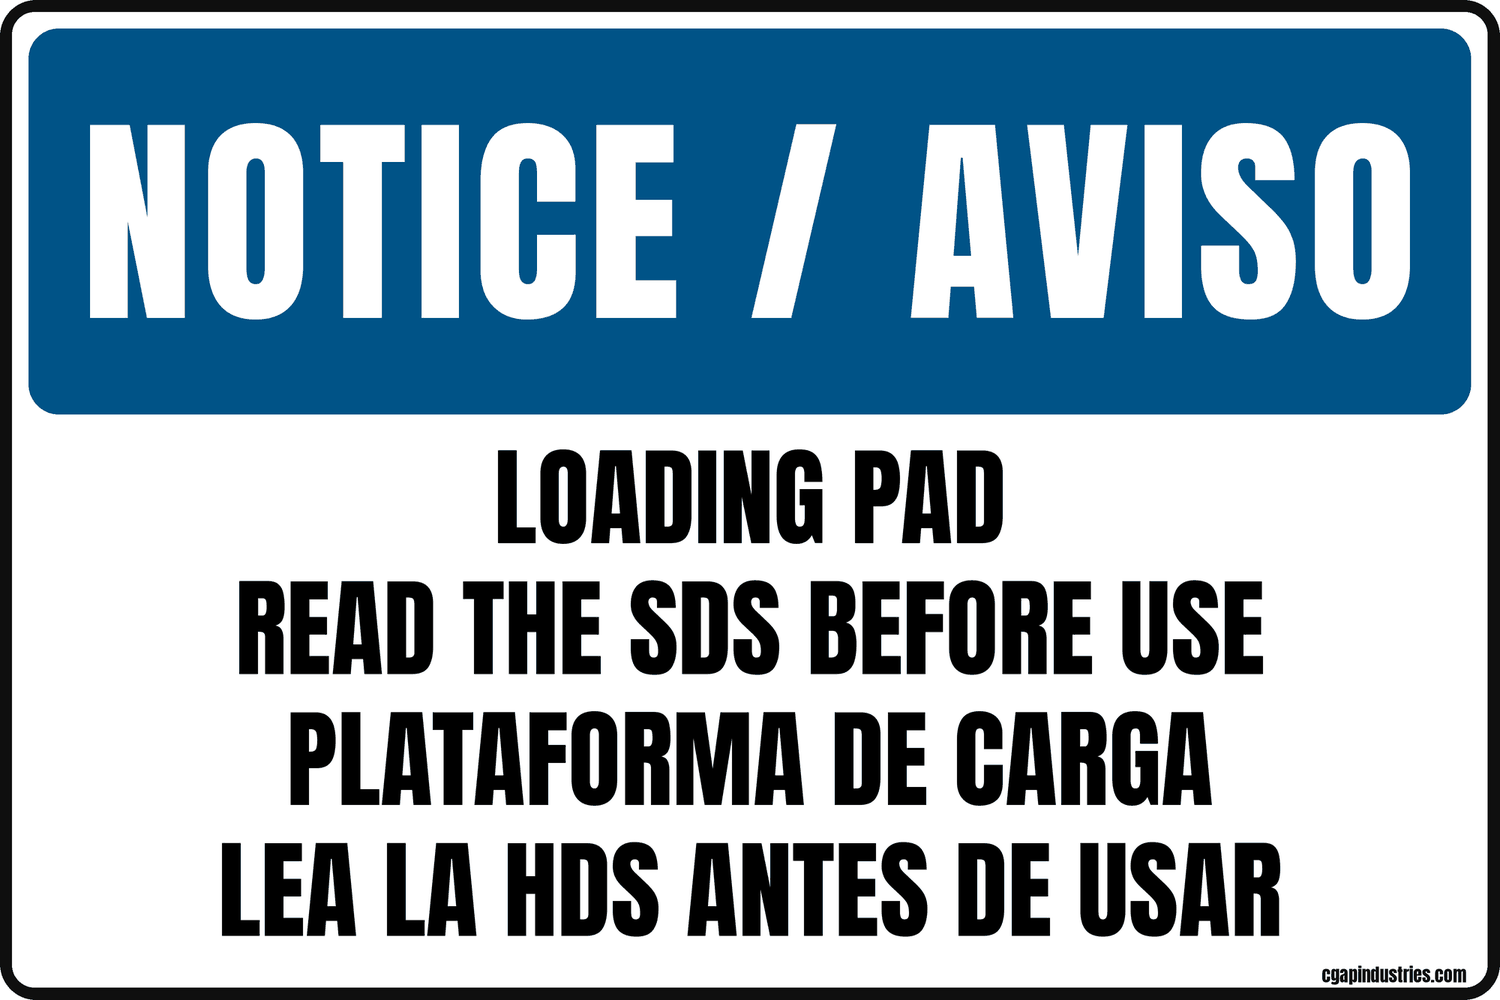 NOTICE / AVISO
LOADING PAD
READ THE SDS BEFORE USE
PLATAFORMA DE CARGA
LEA LA HDS ANTES DE USAR
cgapindustries.com